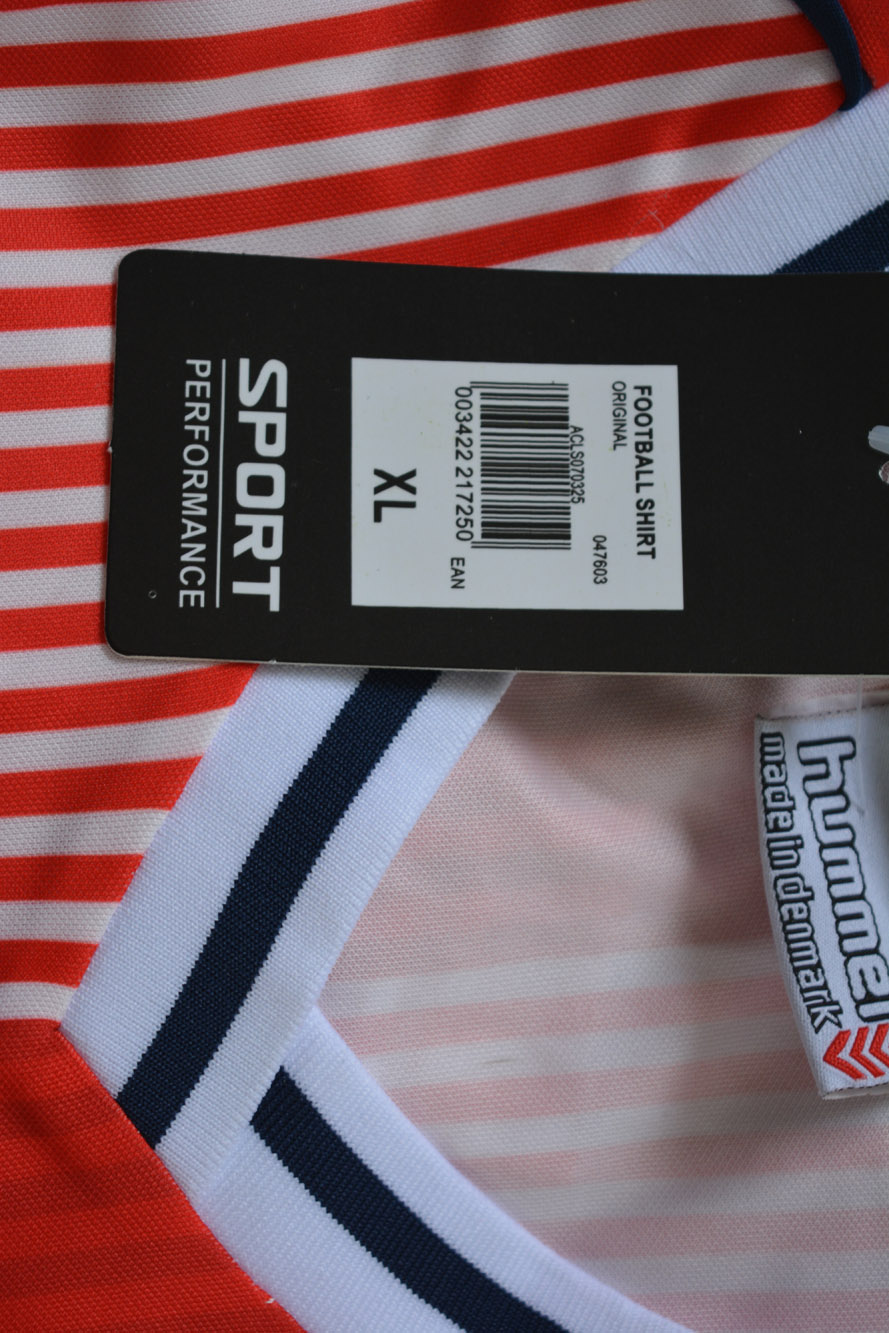 FOOTBALL SHIRT
ORIGINAL
047603
ACLS070325
003422 217250
EAN
XL
SPORT
PERFORMANCE
hummel
made in denmark